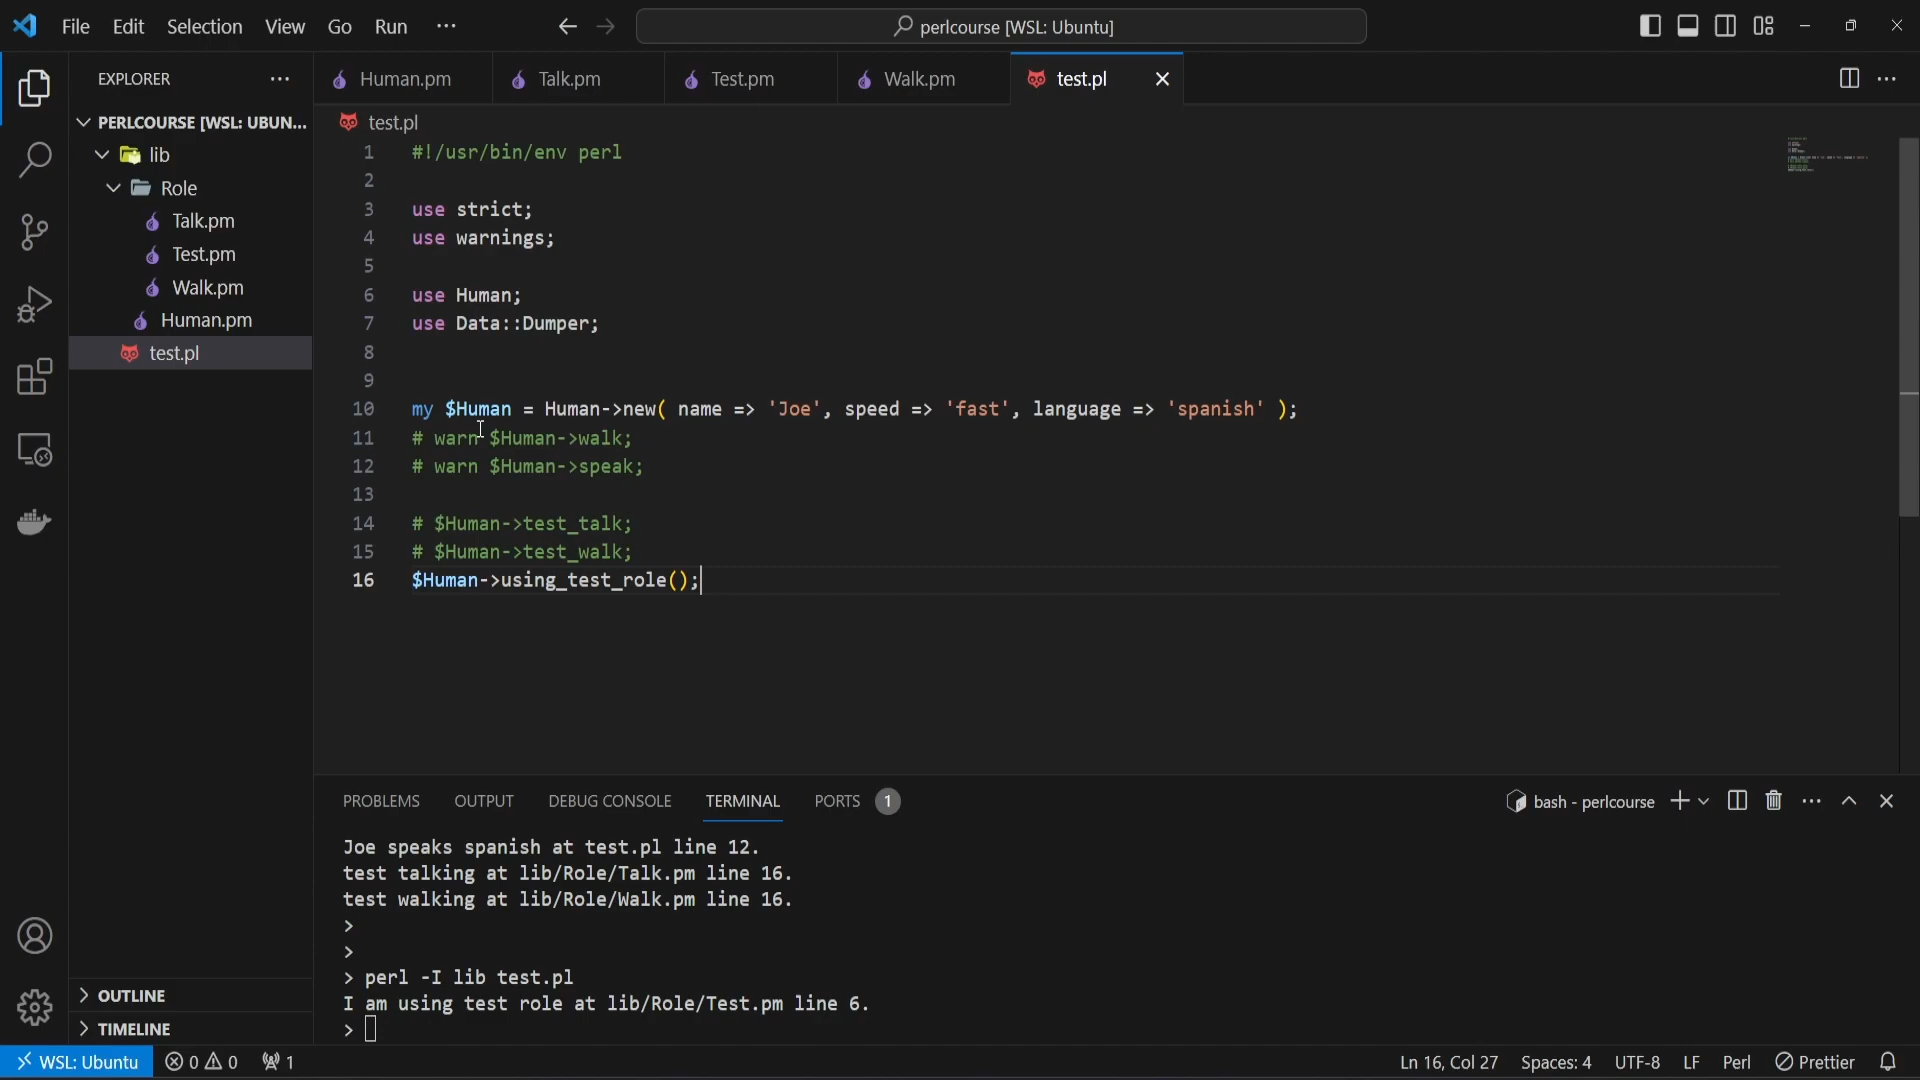 File Edit Selection View Go Run ··· perlcourse [WSL: Ubuntu]
EXPLORER ···
Human.pm Talk.pm Test.pm Walk.pm test.pl
PERLCOURSE [WSL: UBUN...
lib
Role
Talk.pm
Test.pm
Walk.pm
Human.pm
test.pl
OUTLINE
TIMELINE
test.pl
1 #!/usr/bin/env perl
2
3 use strict;
4 use warnings;
5
6 use Human;
7 use Data::Dumper;
8
9
10 my $Human = Human->new( name => 'Joe', speed => 'fast', language => 'spanish' );
11 # warn $Human->walk;
12 # warn $Human->speak;
13
14 # $Human->test_talk;
15 # $Human->test_walk;
16 $Human->using_test_role();
PROBLEMS OUTPUT DEBUG CONSOLE TERMINAL PORTS 1 bash - perlcourse
Joe speaks spanish at test.pl line 12.
test talking at lib/Role/Talk.pm line 16.
test walking at lib/Role/Walk.pm line 16.
>
>
> perl -I lib test.pl
I am using test role at lib/Role/Test.pm line 6.
>
WSL: Ubuntu 0 0 1 Ln 16, Col 27 Spaces: 4 UTF-8 LF Perl Prettier